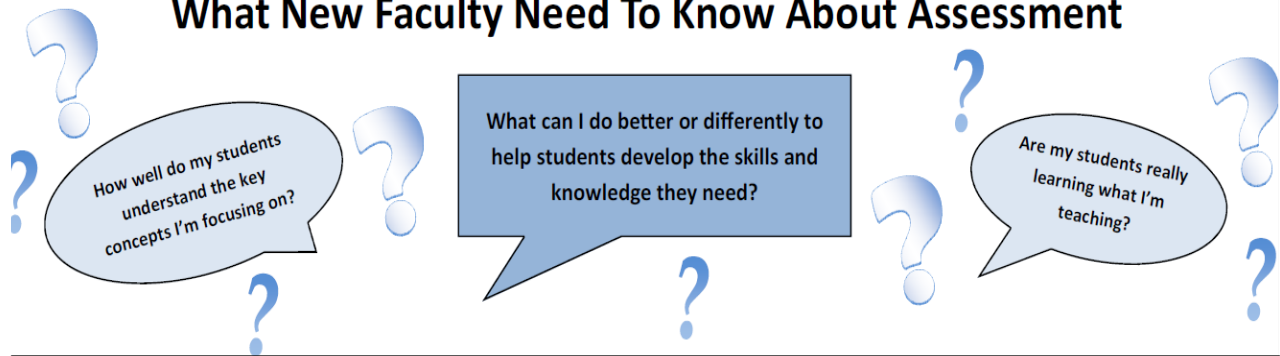 What New Faculty Need To Know About Assessment
How well do my students
understand the key
concepts I’m focusing on?
What can I do better or differently to
help students develop the skills and
knowledge they need?
Are my students really
learning what I’m
teaching?